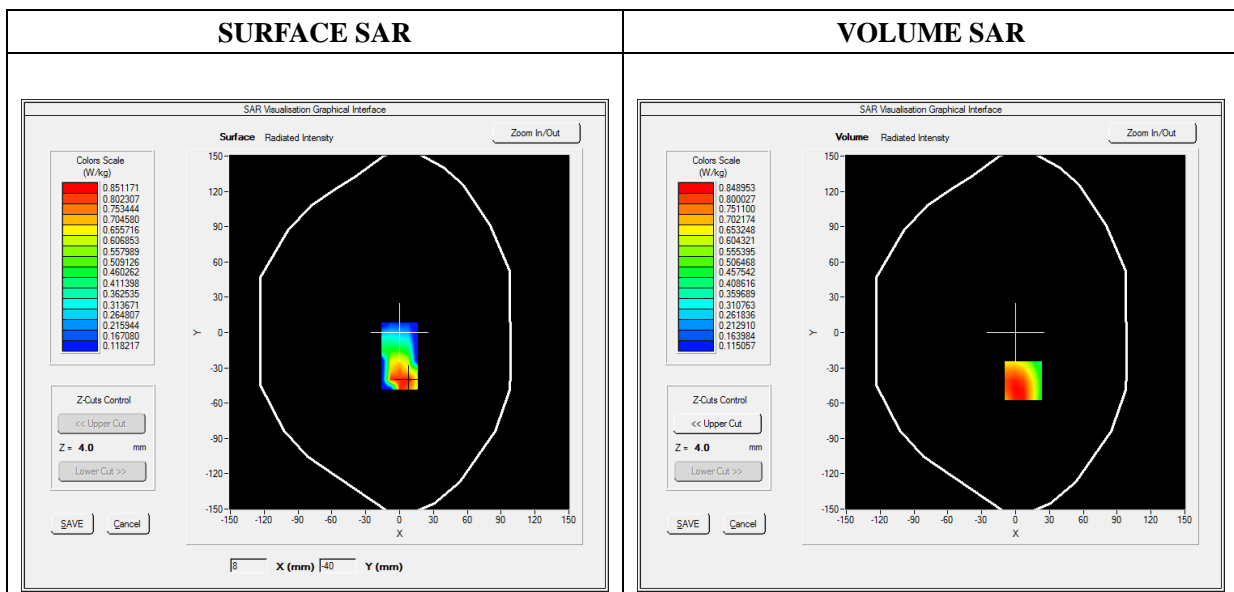 SURFACE SAR
VOLUME SAR
SAR Visualisation Graphical Interface
Surface Radiated Intensity
Zoom In/Out
Colors Scale
(W/kg)
0.851171
0.802307
0.753444
0.704580
0.655716
0.606853
0.557989
0.509126
0.460262
0.411398
0.362535
0.313671
0.264807
0.215944
0.167080
0.118217
Z-Cuts Control
<< Upper Cut
Z = 4.0 mm
Lower Cut >>
SAVE Cancel
150
120
90
60
30
0
-30
-60
-90
-120
-150
Y
-150 -120 -90 -60 -30 0 30 60 90 120 150
X
8 X (mm) -40 Y (mm)
SAR Visualisation Graphical Interface
Volume Radiated Intensity
Zoom In/Out
Colors Scale
(W/kg)
0.848953
0.800027
0.751100
0.702174
0.653248
0.604321
0.555395
0.506468
0.457542
0.408616
0.359689
0.310763
0.261836
0.212910
0.163984
0.115057
Z-Cuts Control
<< Upper Cut
Z = 4.0 mm
Lower Cut >>
SAVE Cancel
150
120
90
60
30
0
-30
-60
-90
-120
-150
Y
-150 -120 -90 -60 -30 0 30 60 90 120 150
X